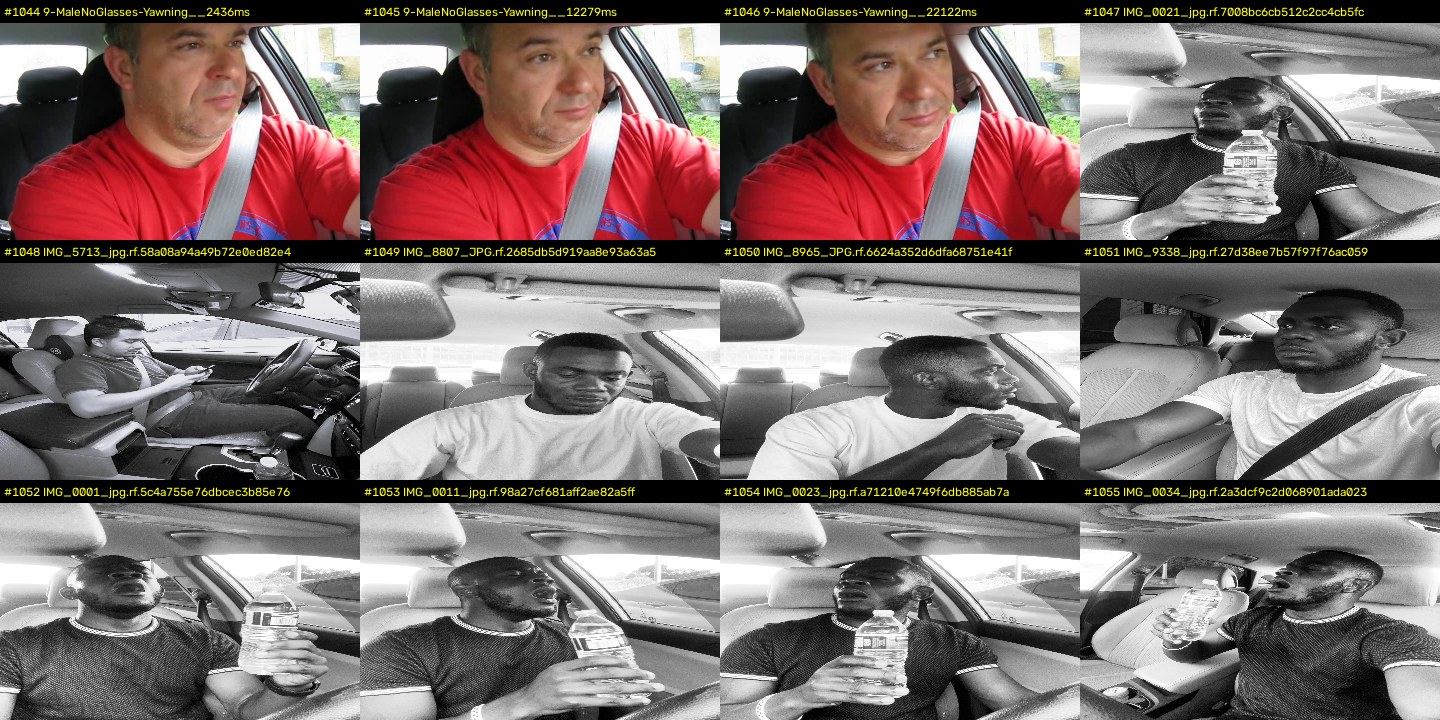 #1044 9-MaleNoGlasses-Yawning__2436ms
#1045 9-MaleNoGlasses-Yawning__12279ms
#1046 9-MaleNoGlasses-Yawning__22122ms
#1047 IMG_0021_jpg.rf.7008bc6cb512c2cc4cb5fc
#1048 IMG_5713_jpg.rf.58a08a94a49b72e0ed82e4
#1049 IMG_8807_JPG.rf.2685db5d919aa8e93a63a5
#1050 IMG_8965_JPG.rf.6624a352d6dfa68751e41f
#1051 IMG_9338_jpg.rf.27d38ee7b57f97f76ac059
#1052 IMG_0001_jpg.rf.5c4a755e76dbcec3b85e76
#1053 IMG_0011_jpg.rf.98a27cf681aff2ae82a5ff
#1054 IMG_0023_jpg.rf.a71210e4749f6db885ab7a
#1055 IMG_0034_jpg.rf.2a3dcf9c2d068901ada023